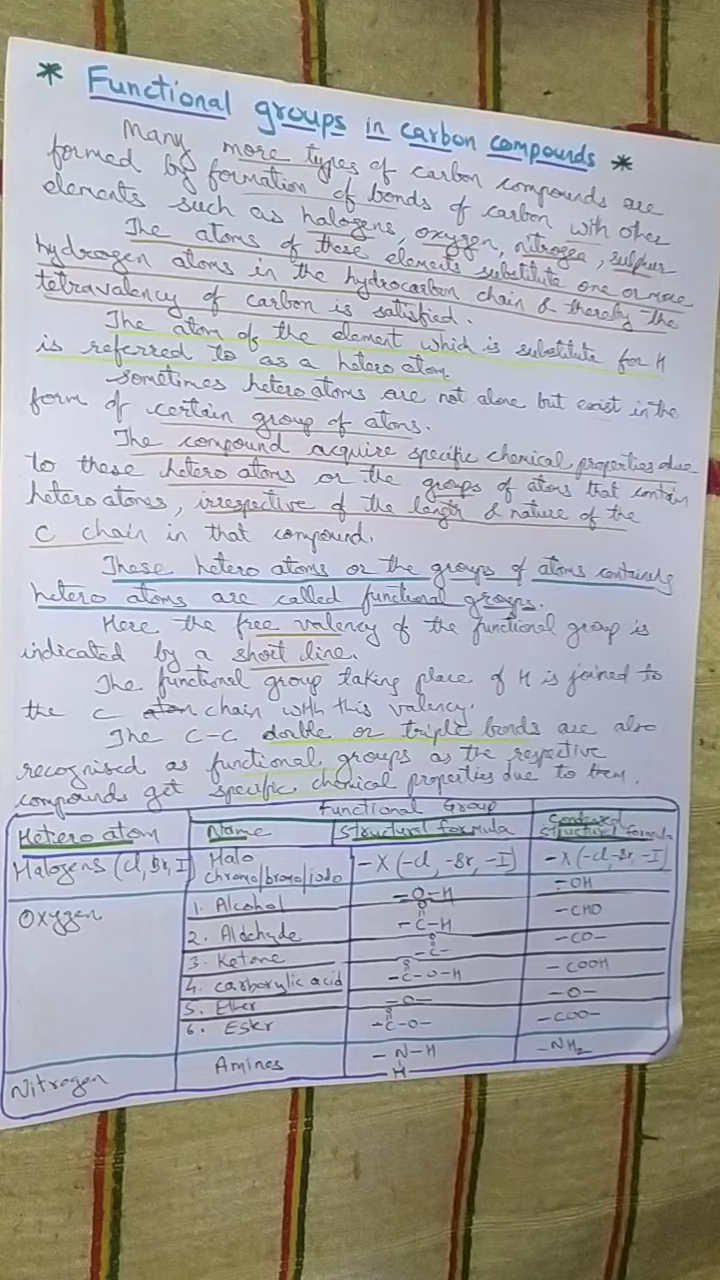 * Functional groups in carbon compounds *
Many more types of carbon compounds are
formed by formation of bonds of carbon with other
elements such as halogens, oxygen, nitrogen, sulpur
The atoms of these elements substitute one or more
hydrogen atoms in the hydrocarbon chain & thereby the
tetravalency of carbon is satisfied.
The atom of the element which is substitute for H
is referred to as a hetero atom.
Sometimes hetero atoms are not alone but exist in the
form of certain group of atoms.
The compound acquire specific chemical properties due
to these hetero atoms or the groups of atoms that contain
hetero atoms, irrespective of the length & nature of the
C chain in that compound.
These hetero atoms or the groups of atoms containing
hetero atoms are called functional groups.
Here the free valency of the functional group is
indicated by a short line.
The functional group taking place of H is joined to
the C chain with this valency.
The C-C double or triple bonds are also
recognised as functional groups as the respective
compounds get specific chemical properties due to them.
Functional Group
Hetero atom Name Structural formula Condensed structural formula
Halogens (Cl, Br, I) Halo chromo/bromo/iodo -X (-Cl, -Br, -I) -X (-Cl, -Br, -I)
Oxygen 1. Alcohol -O-H -OH
2. Aldehyde -C-H O -CHO
3. Ketone -C- O -CO-
4. carboxylic acid -C-O-H O -COOH
5. Ether -O- -O-
6. Ester -C-O- O -COO-
Nitrogen Amines -N-H H -NH₂